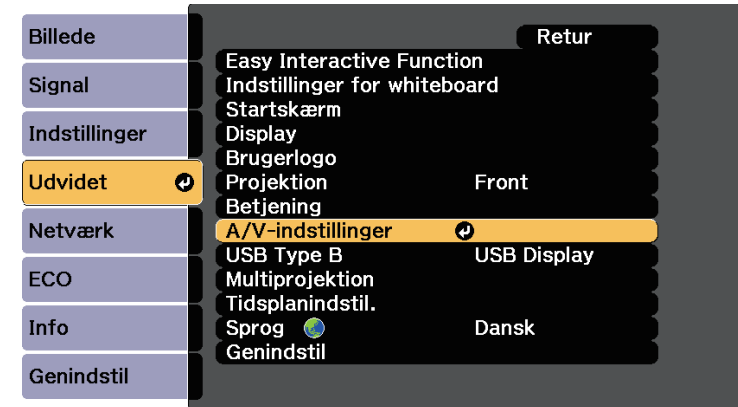 Billede
Signal
Indstillinger
Udvidet
Netværk
ECO
Info
Genindstil
Retur
Easy Interactive Function
Indstillinger for whiteboard
Startskærm
Display
Brugerlogo
Projektion Front
Betjening
A/V-indstillinger
USB Type B USB Display
Multiprojektion
Tidsplanindstil.
Sprog Dansk
Genindstil